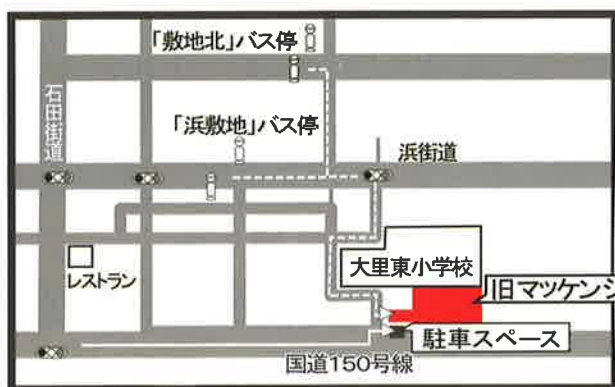 「敷地北」バス停
石田街道
「浜敷地」バス停
浜街道
大里東小学校
レストラン
旧マツケンジ
駐車スペース
国道150号線